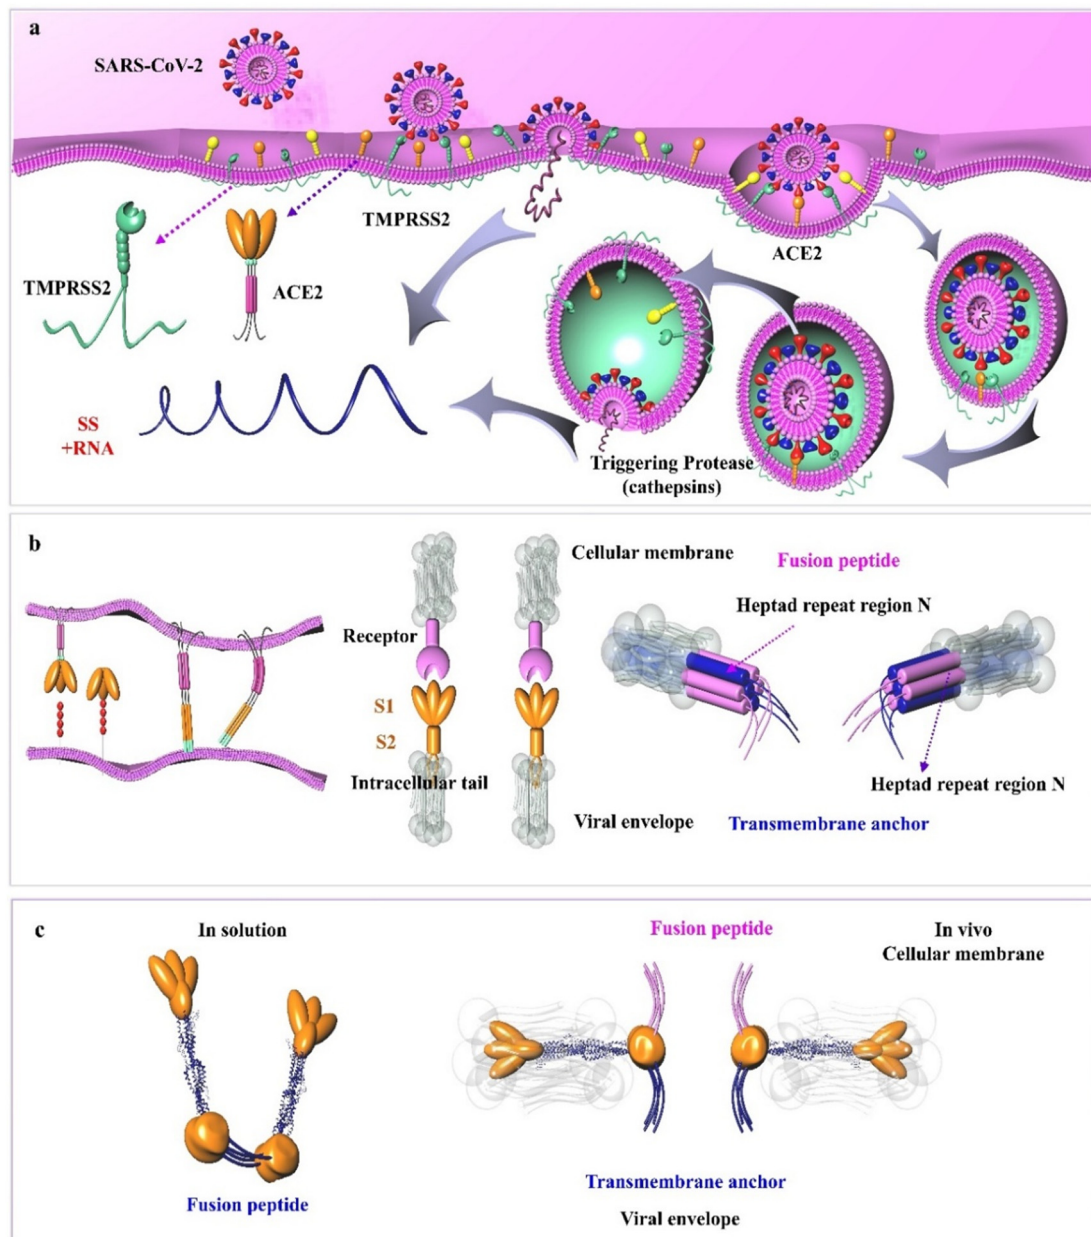 a
SARS-CoV-2
TMPRSS2
ACE2
TMPRSS2
ACE2
SS
+RNA
Triggering Protease
(cathepsins)
b
Cellular membrane
Fusion peptide
Heptad repeat region N
Receptor
S1
S2
Intracellular tail
Heptad repeat region N
Viral envelope
Transmembrane anchor
c
In solution
Fusion peptide
In vivo
Cellular membrane
Fusion peptide
Transmembrane anchor
Viral envelope